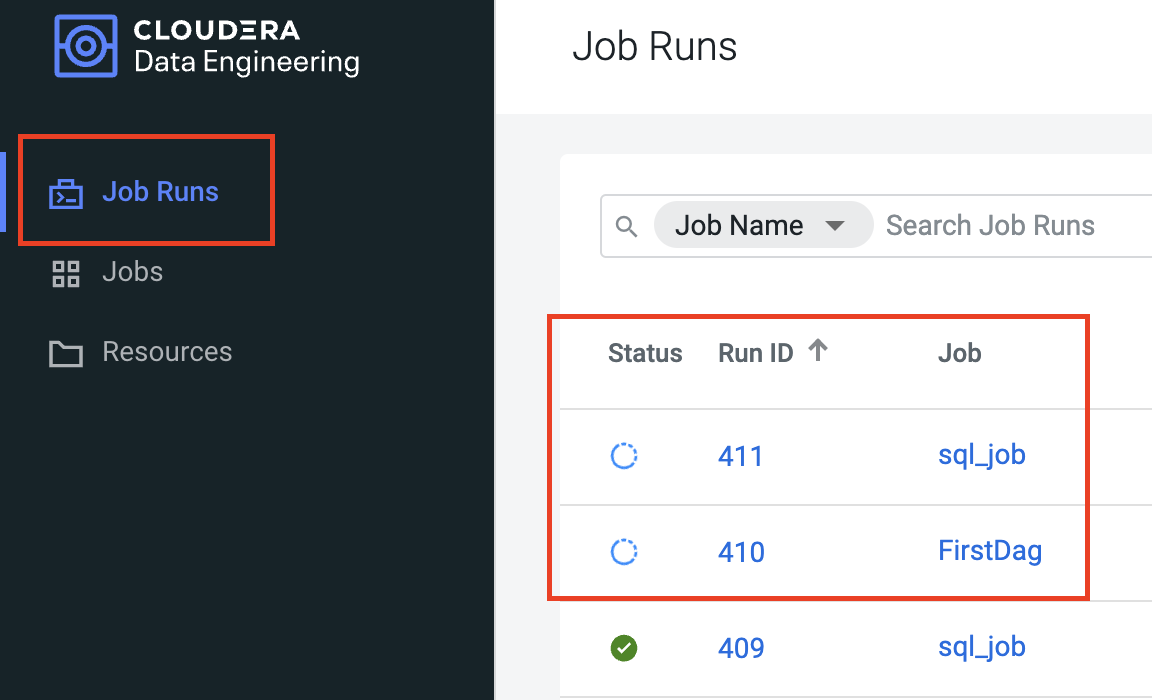 CLOUDERA
Data Engineering
Job Runs
Jobs
Resources
Job Runs
Job Name Search Job Runs
Status Run ID Job
411 sql_job
410 FirstDag
409 sql_job